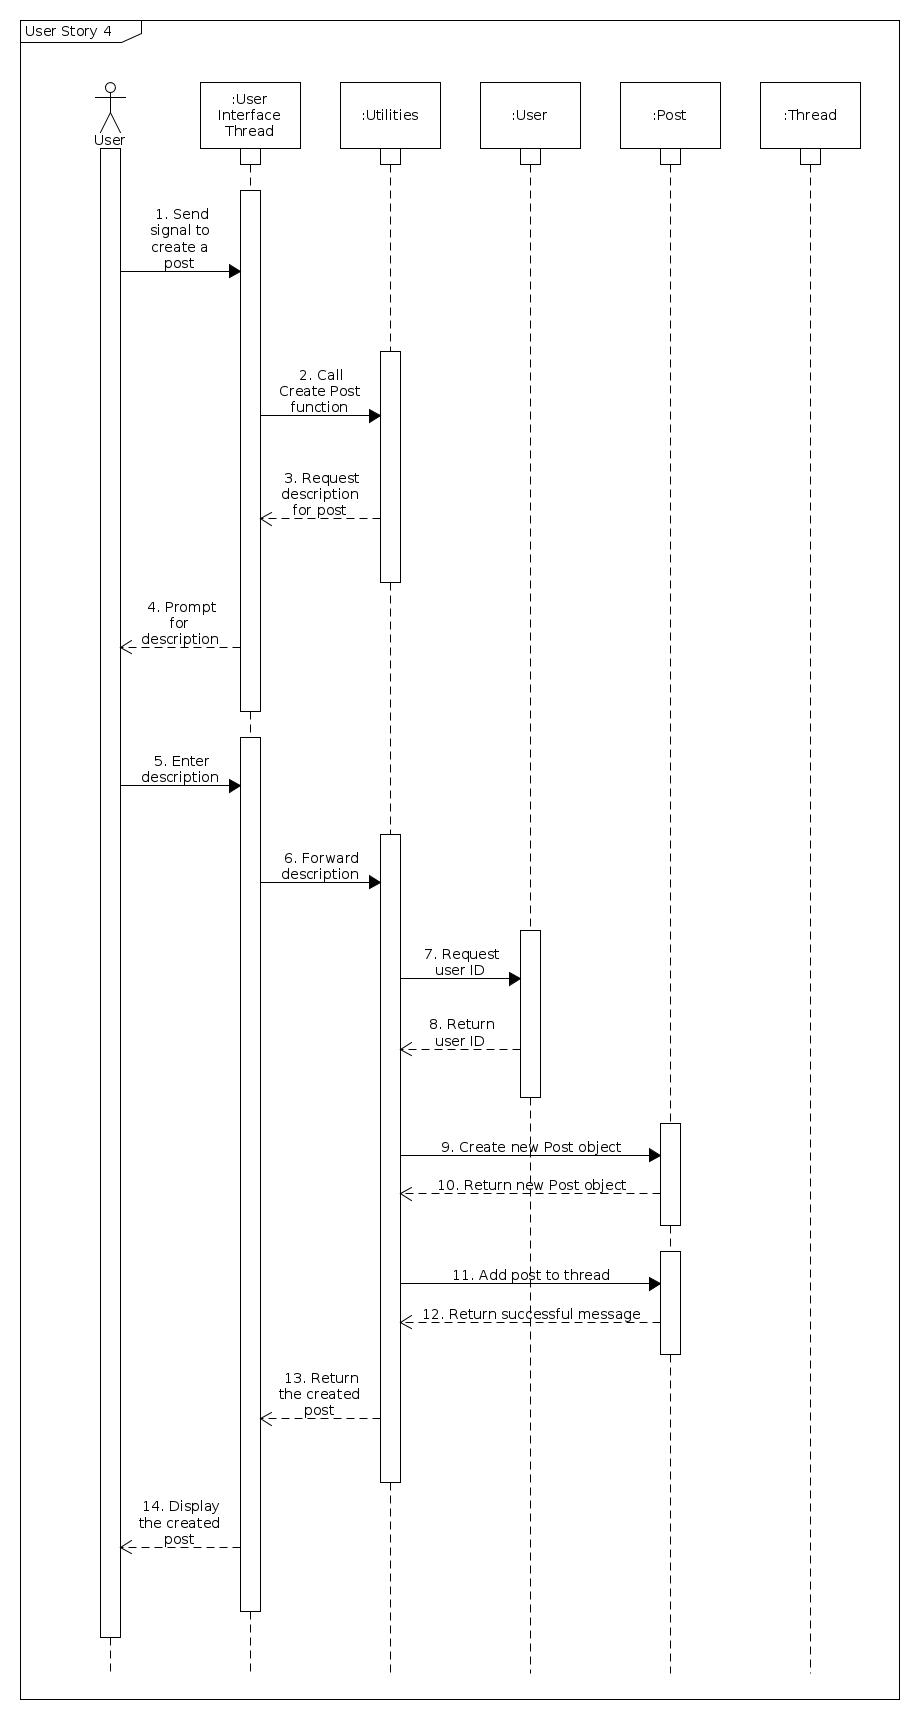 User Story 4
User
:User
Interface
Thread
:Utilities
:User
:Post
:Thread
1. Send
signal to
create a
post
2. Call
Create Post
function
3. Request
description
for post
4. Prompt
for
description
5. Enter
description
6. Forward
description
7. Request
user ID
8. Return
user ID
9. Create new Post object
10. Return new Post object
11. Add post to thread
12. Return successful message
13. Return
the created
post
14. Display
the created
post